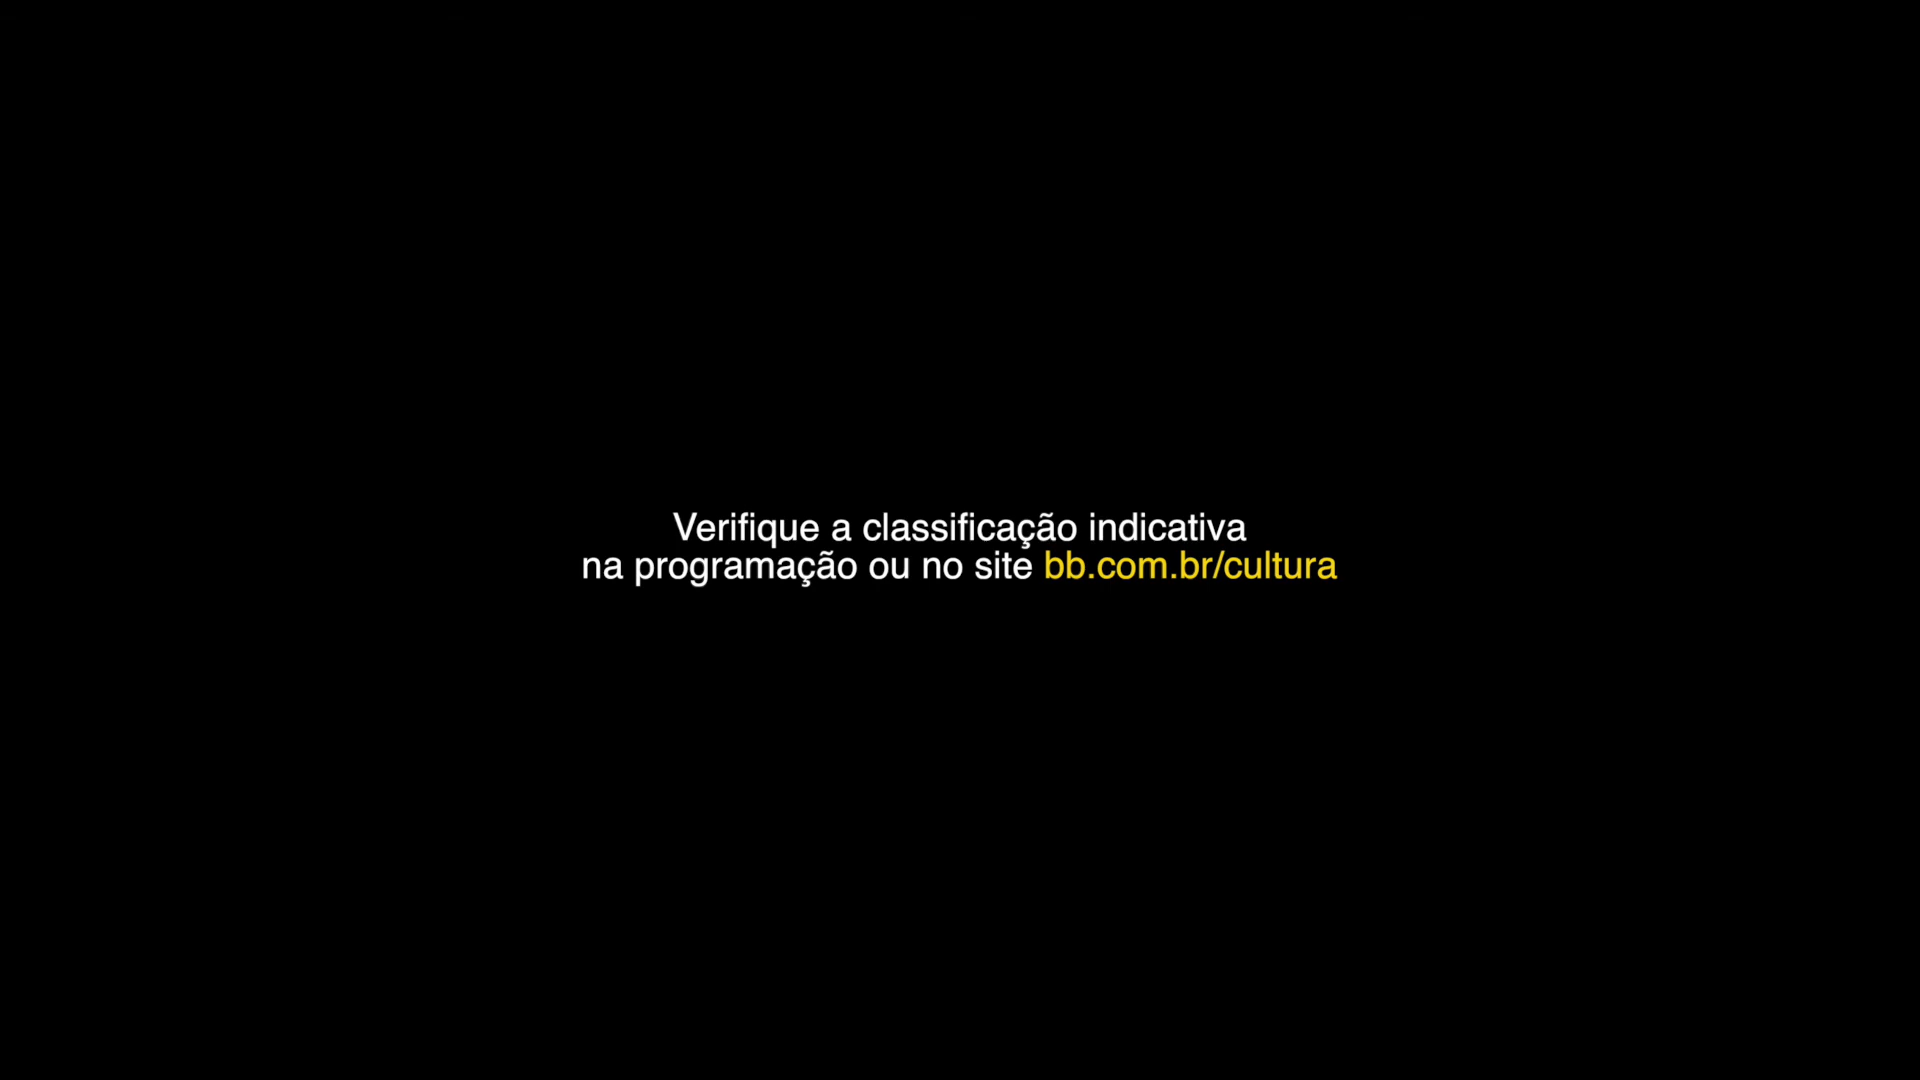 Verifique a classificação indicativa
na programação ou no site bb.com.br/cultura